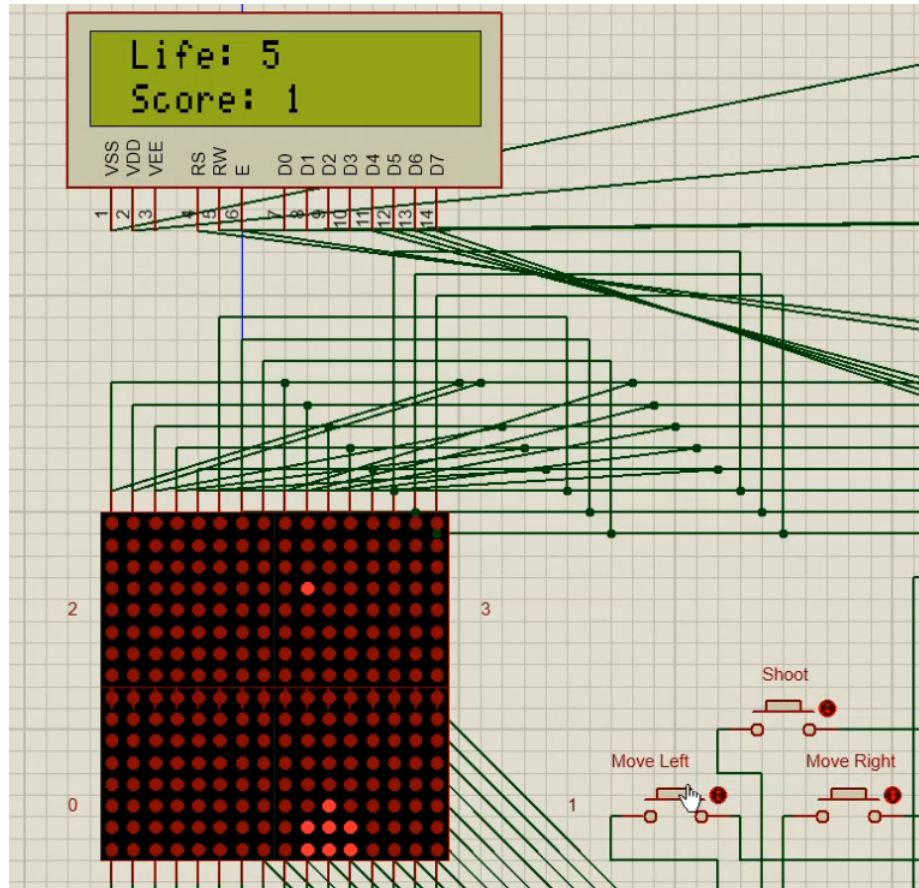 Life: 5
Score: 1
VSS
VDD
VEE
RS
RW
E
D0
D1
D2
D3
D4
D5
D6
D7
1
2
3
4
5
6
7
8
9
10
11
12
13
14
2
3
Shoot
Move Left
Move Right
0
1